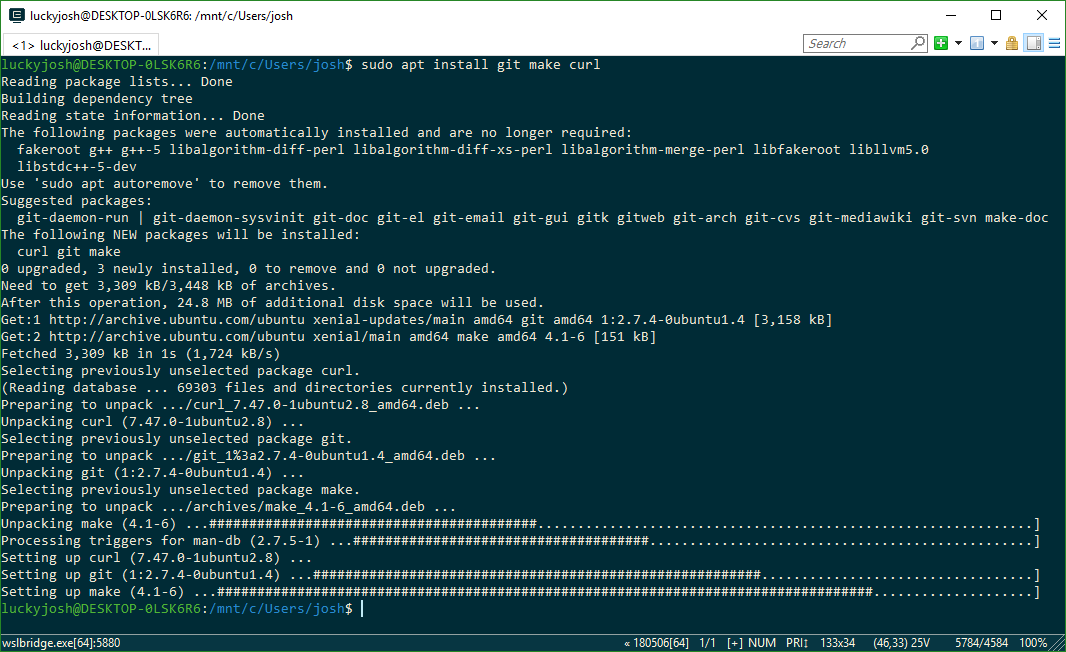 luckyjosh@DESKTOP-0LSK6R6: /mnt/c/Users/josh
<1> luckyjosh@DESKT...
Search
luckyjosh@DESKTOP-0LSK6R6:/mnt/c/Users/josh$ sudo apt install git make curl
Reading package lists... Done
Building dependency tree
Reading state information... Done
The following packages were automatically installed and are no longer required:
  fakeroot g++ g++-5 libalgorithm-diff-perl libalgorithm-diff-xs-perl libalgorithm-merge-perl libfakeroot libllvm5.0
  libstdc++-5-dev
Use 'sudo apt autoremove' to remove them.
Suggested packages:
  git-daemon-run | git-daemon-sysvinit git-doc git-el git-email git-gui gitk gitweb git-arch git-cvs git-mediawiki git-svn make-doc
The following NEW packages will be installed:
  curl git make
0 upgraded, 3 newly installed, 0 to remove and 0 not upgraded.
Need to get 3,309 kB/3,448 kB of archives.
After this operation, 24.8 MB of additional disk space will be used.
Get:1 http://archive.ubuntu.com/ubuntu xenial-updates/main amd64 git amd64 1:2.7.4-0ubuntu1.4 [3,158 kB]
Get:2 http://archive.ubuntu.com/ubuntu xenial/main amd64 make amd64 4.1-6 [151 kB]
Fetched 3,309 kB in 1s (1,724 kB/s)
Selecting previously unselected package curl.
(Reading database ... 69303 files and directories currently installed.)
Preparing to unpack .../curl_7.47.0-1ubuntu2.8_amd64.deb ...
Unpacking curl (7.47.0-1ubuntu2.8) ...
Selecting previously unselected package git.
Preparing to unpack .../git_1%3a2.7.4-0ubuntu1.4_amd64.deb ...
Unpacking git (1:2.7.4-0ubuntu1.4) ...
Selecting previously unselected package make.
Preparing to unpack .../archives/make_4.1-6_amd64.deb ...
Unpacking make (4.1-6) ...#########################################..............................................................]
Processing triggers for man-db (2.7.5-1) ...#####################################................................................]
Setting up curl (7.47.0-1ubuntu2.8) ...
Setting up git (1:2.7.4-0ubuntu1.4) ...########################################################..................................]
Setting up make (4.1-6) ...##################################################################################....................]
luckyjosh@DESKTOP-0LSK6R6:/mnt/c/Users/josh$
wslbridge.exe[64]:5880 « 180506[64] 1/1 [+] NUM PRI↕ 133x34 (46,33) 25V 5784/4584 100%